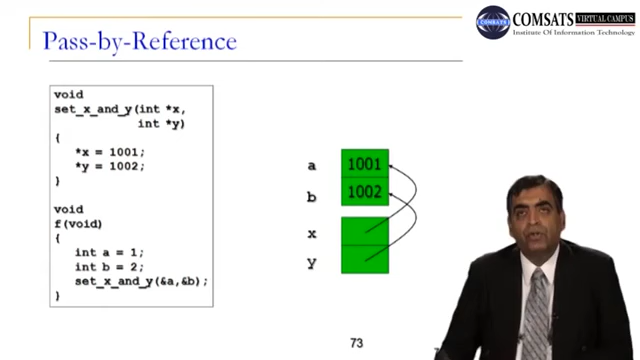 COMSATS VIRTUAL CAMPUS
Institute Of Information Technology
Pass-by-Reference
void
set_x_and_y(int *x,
int *y)
{
*x = 1001;
*y = 1002;
}
void
f(void)
{
int a = 1;
int b = 2;
set_x_and_y(&a,&b);
}
a 1001
b 1002
x
y
73